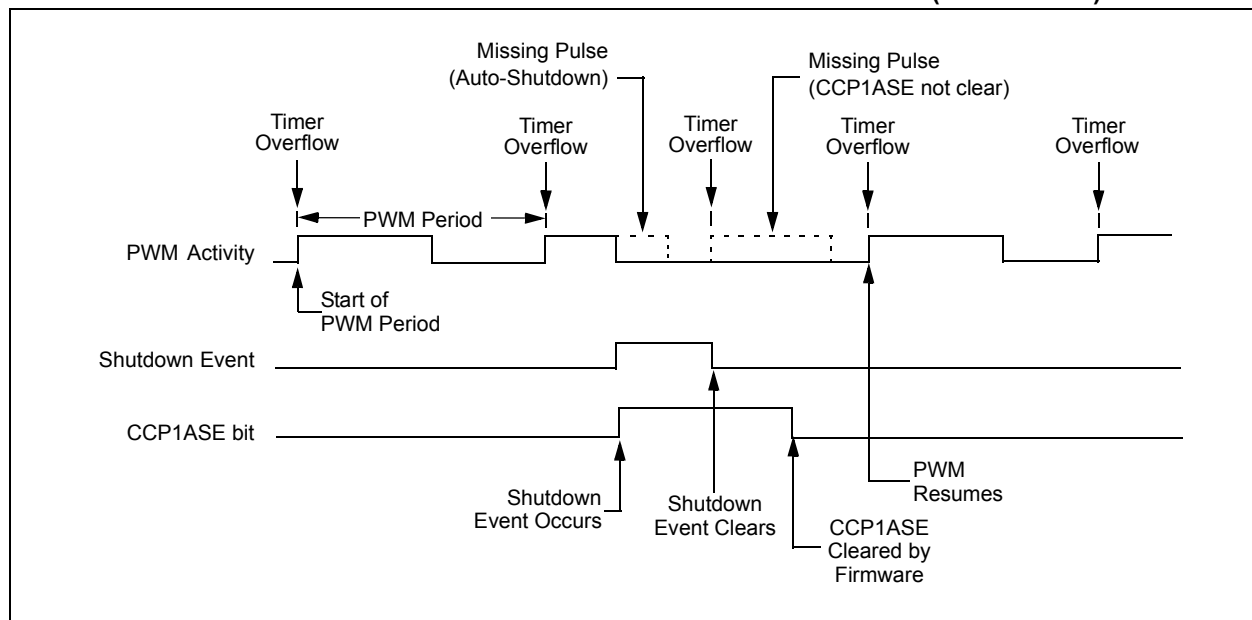 Missing Pulse
(Auto-Shutdown)
Missing Pulse
(CCP1ASE not clear)
Timer
Overflow
Timer
Overflow
Timer
Overflow
Timer
Overflow
Timer
Overflow
PWM Period
PWM Activity
Start of
PWM Period
Shutdown Event
CCP1ASE bit
Shutdown
Event Occurs
Shutdown
Event Clears
PWM
Resumes
CCP1ASE
Cleared by
Firmware